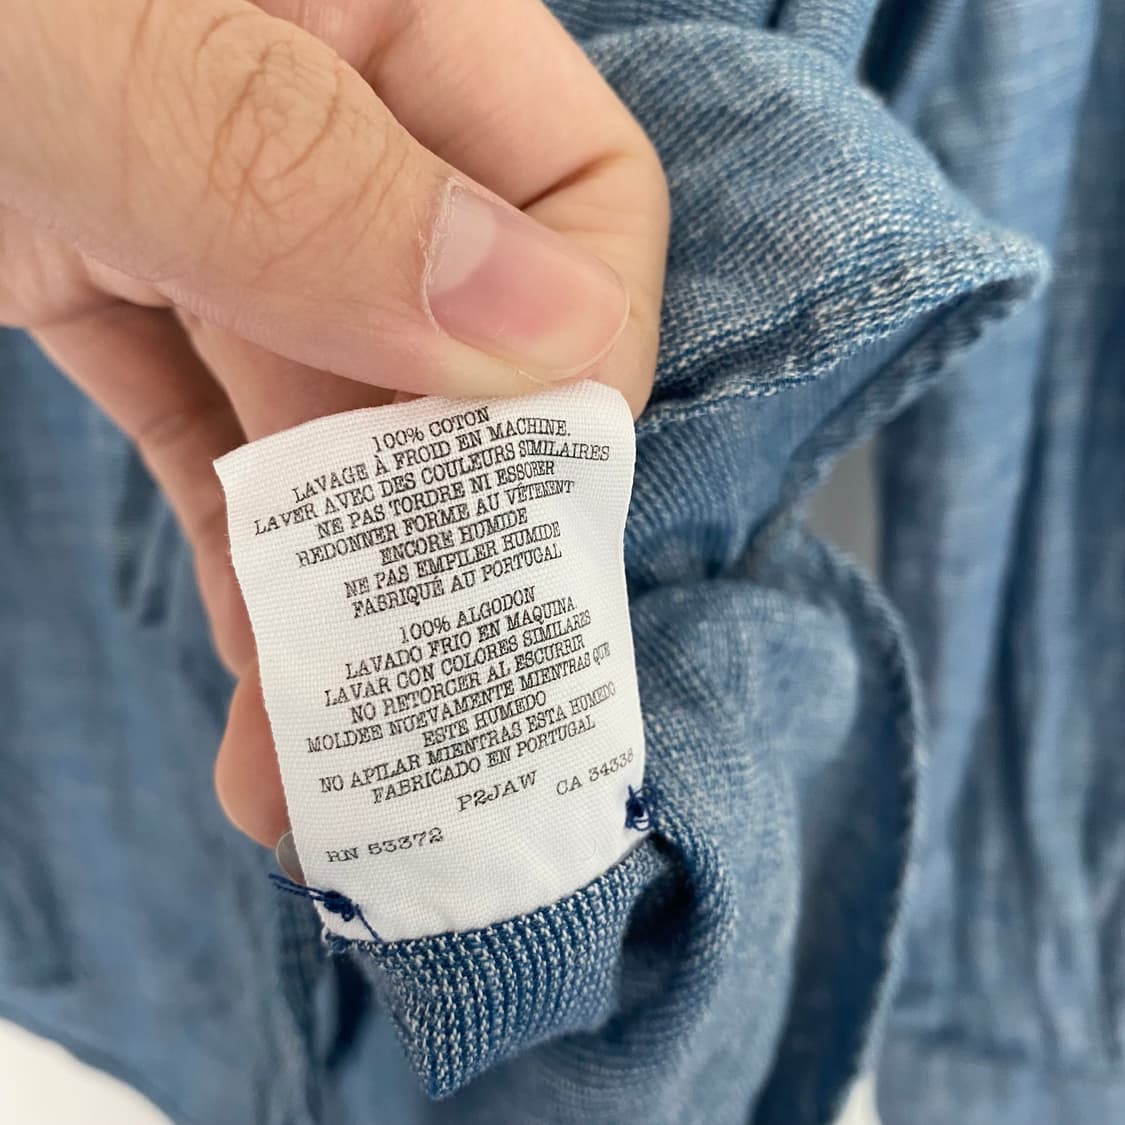 100% COTON
LAVAGE À FROID EN MACHINE.
LAVER AVEC DES COULEURS SIMILAIRES
NE PAS TORDRE NI ESSORER
REDONNER FORME AU VÊTEMENT
ENCORE HUMIDE
NE PAS EMPILER HUMIDE
FABRIQUÉ AU PORTUGAL
100% ALGODON
LAVADO FRIO EN MAQUINA
LAVAR CON COLORES SIMILARES
NO RETORCER AL ESCURRIR
MOLDEE NUEVAMENTE MIENTRAS QUE
ESTE HUMEDO
NO APILAR MIENTRAS ESTA HUMEDO
FABRICADO EN PORTUGAL
P2JAW CA 34338
RN 53372